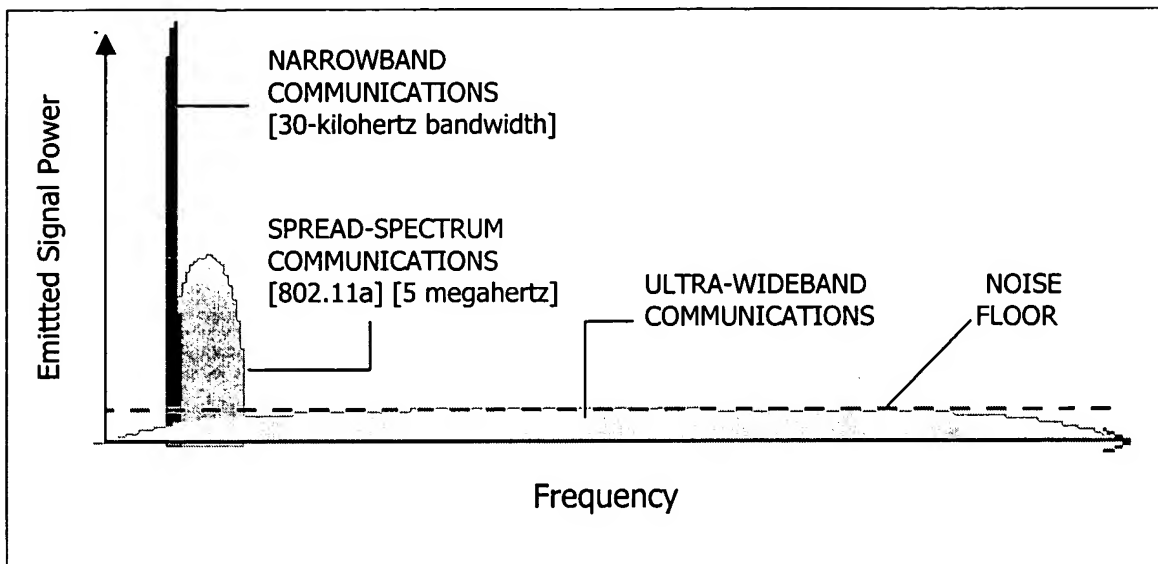 NARROWBAND
COMMUNICATIONS
[30-kilohertz bandwidth]
SPREAD-SPECTRUM
COMMUNICATIONS
[802.11a] [5 megahertz]
ULTRA-WIDEBAND
COMMUNICATIONS
NOISE
FLOOR
Emittted Signal Power
Frequency